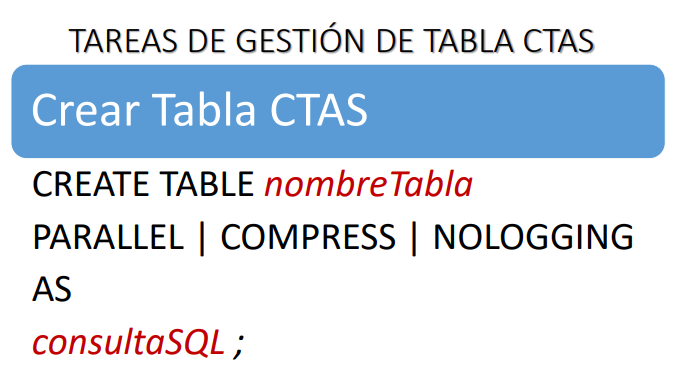 TAREAS DE GESTIÓN DE TABLA CTAS
Crear Tabla CTAS
CREATE TABLE nombreTabla
PARALLEL | COMPRESS | NOLOGGING
AS
consultaSQL ;